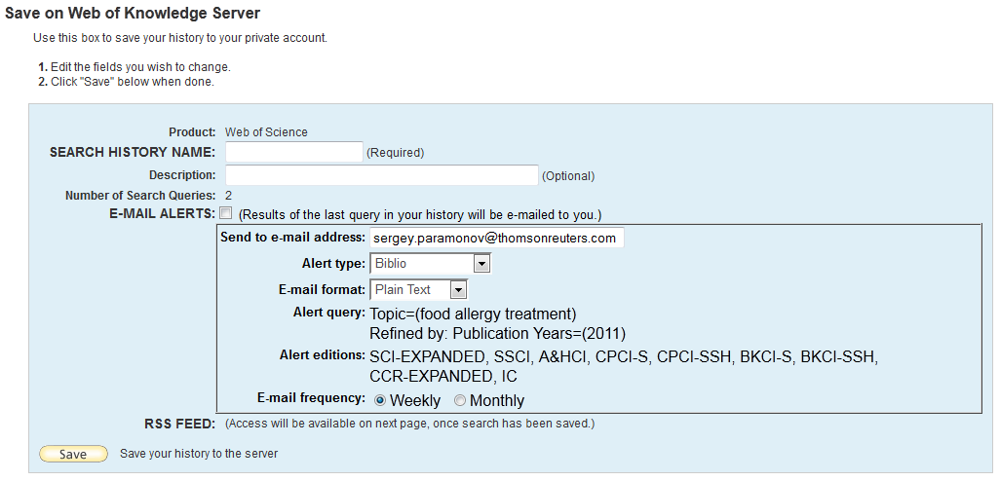 Save on Web of Knowledge Server
Use this box to save your history to your private account.
1. Edit the fields you wish to change.
2. Click "Save" below when done.
Product: Web of Science
SEARCH HISTORY NAME: (Required)
Description: (Optional)
Number of Search Queries: 2
E-MAIL ALERTS: (Results of the last query in your history will be e-mailed to you.)
Send to e-mail address: sergey.paramonov@thomsonreuters.com
Alert type: Biblio
E-mail format: Plain Text
Alert query: Topic=(food allergy treatment)
Refined by: Publication Years=(2011)
Alert editions: SCI-EXPANDED, SSCI, A&HCI, CPCI-S, CPCI-SSH, BKCI-S, BKCI-SSH,
CCR-EXPANDED, IC
E-mail frequency: Weekly Monthly
RSS FEED: (Access will be available on next page, once search has been saved.)
Save Save your history to the server